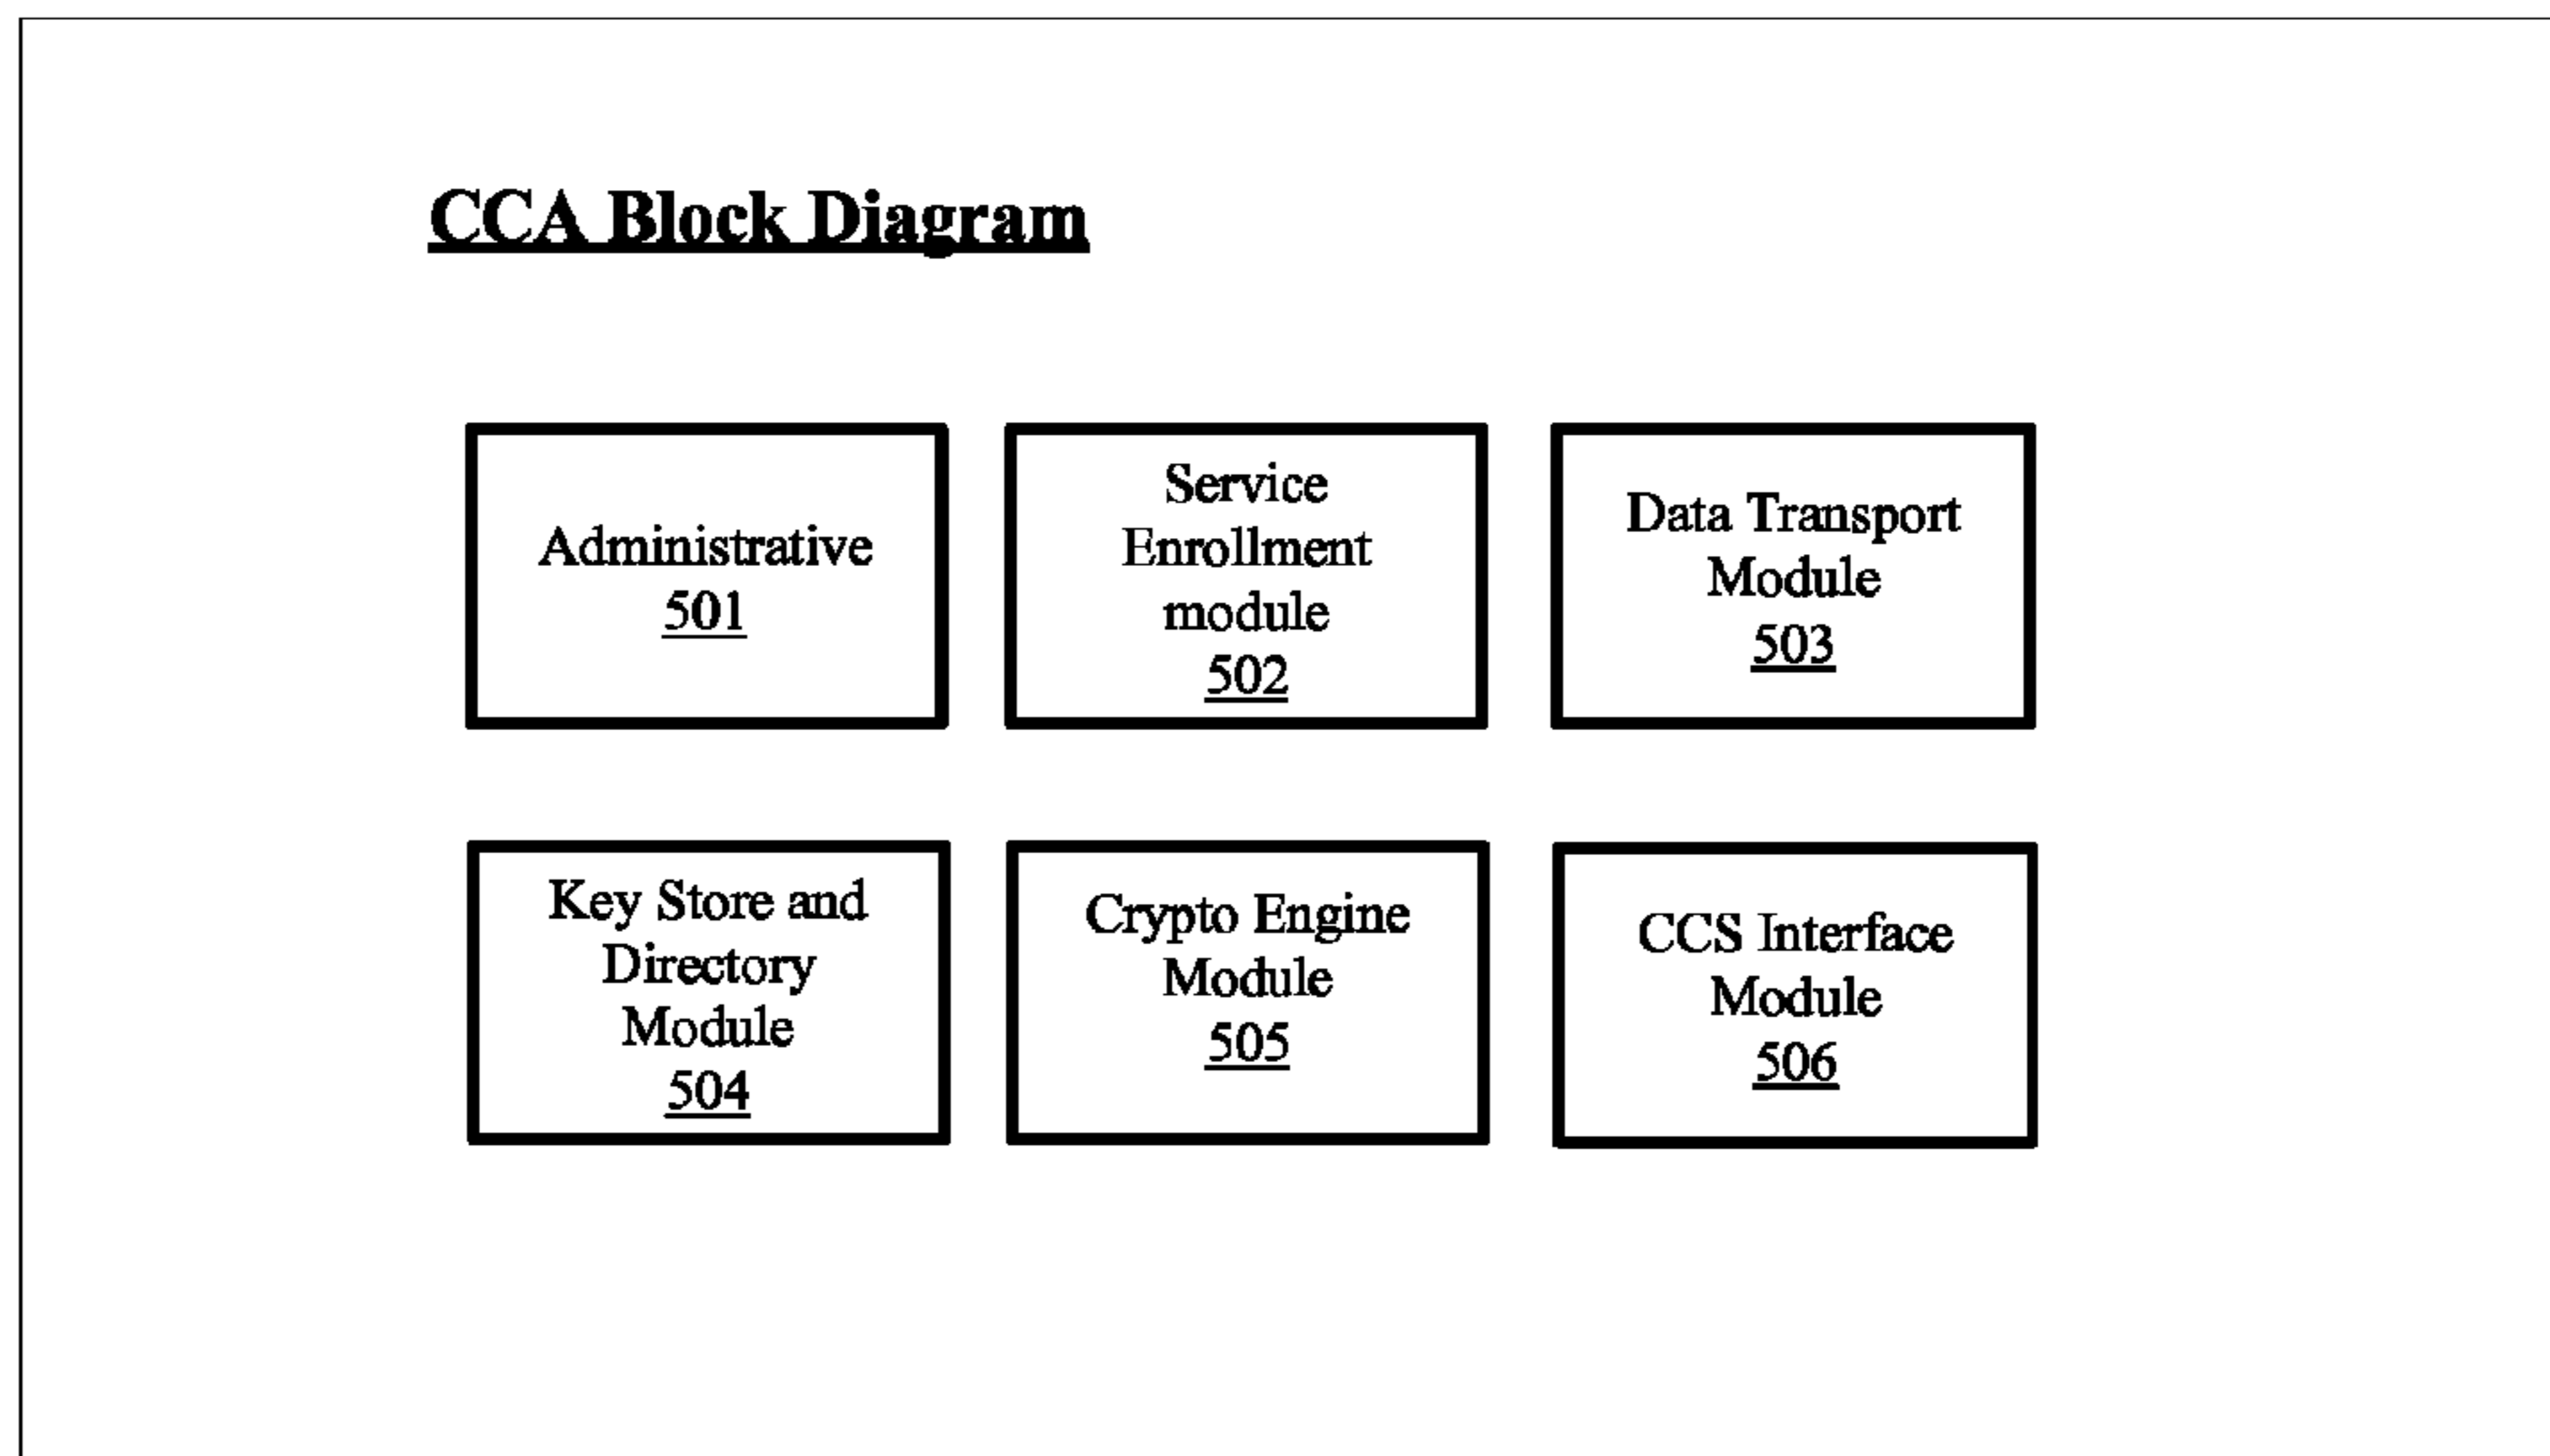 CCA Block Diagram
Administrative
501
Service
Enrollment
module
502
Data Transport
Module
503
Key Store and
Directory
Module
504
Crypto Engine
Module
505
CCS Interface
Module
506